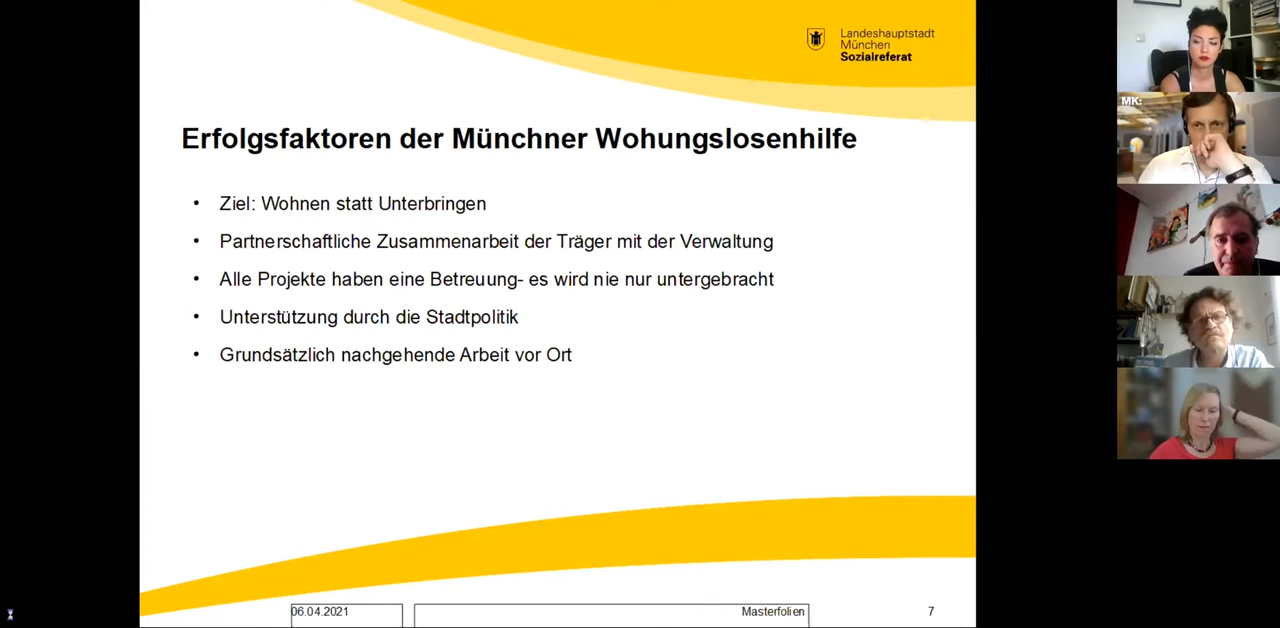 Landeshauptstadt
München
Sozialreferat
MK:
Erfolgsfaktoren der Münchner Wohungslosenhilfe
• Ziel: Wohnen statt Unterbringen
• Partnerschaftliche Zusammenarbeit der Träger mit der Verwaltung
• Alle Projekte haben eine Betreuung- es wird nie nur untergebracht
• Unterstützung durch die Stadtpolitik
• Grundsätzlich nachgehende Arbeit vor Ort
06.04.2021 Masterfolien 7